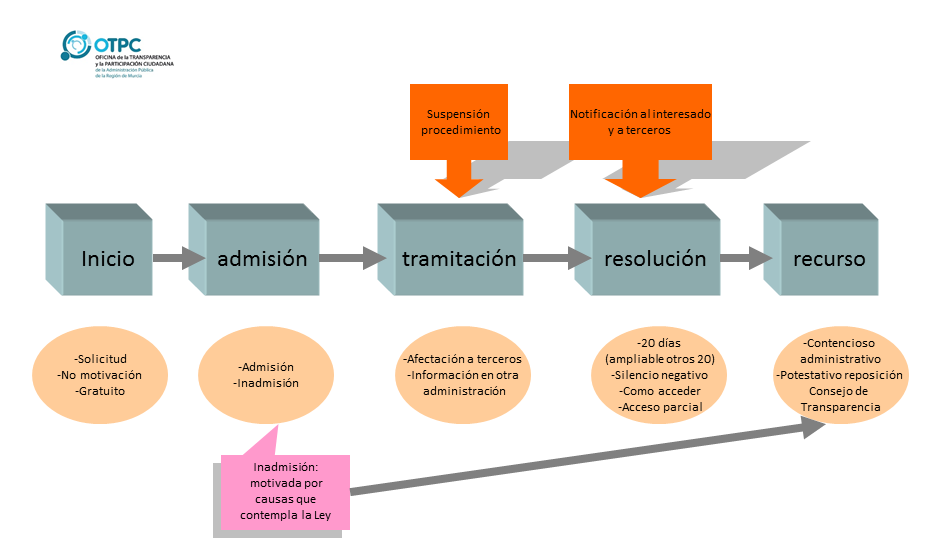 OTPC
OFICINA de la TRANSPARENCIA
y la PARTICIPACIÓN CIUDADANA
de la Administración Pública
de la Región de Murcia
Suspensión
procedimiento
Notificación al interesado
y a terceros
Inicio
admisión
tramitación
resolución
recurso
-Solicitud
-No motivación
-Gratuito
-Admisión
-Inadmisión
-Afectación a terceros
-Información en otra
administración
-20 días
(ampliable otros 20)
-Silencio negativo
-Como acceder
-Acceso parcial
-Contencioso
administrativo
-Potestativo reposición
Consejo de
Transparencia
Inadmisión:
motivada por
causas que
contempla la Ley